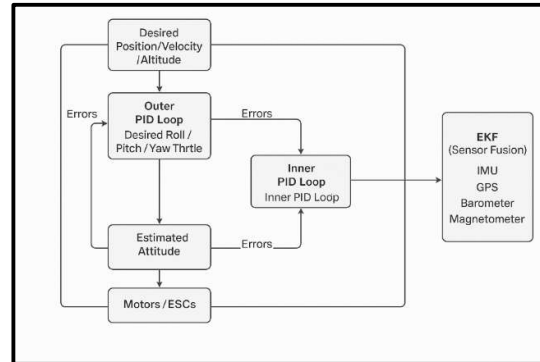 Desired
Position/Velocity
/Altitude
Errors
Outer
PID Loop
Desired Roll /
Pitch / Yaw Thrtle
Errors
Inner
PID Loop
Inner PID Loop
EKF
(Sensor Fusion)
IMU
GPS
Barometer
Magnetometer
Estimated
Attitude
Errors
Motors / ESCs